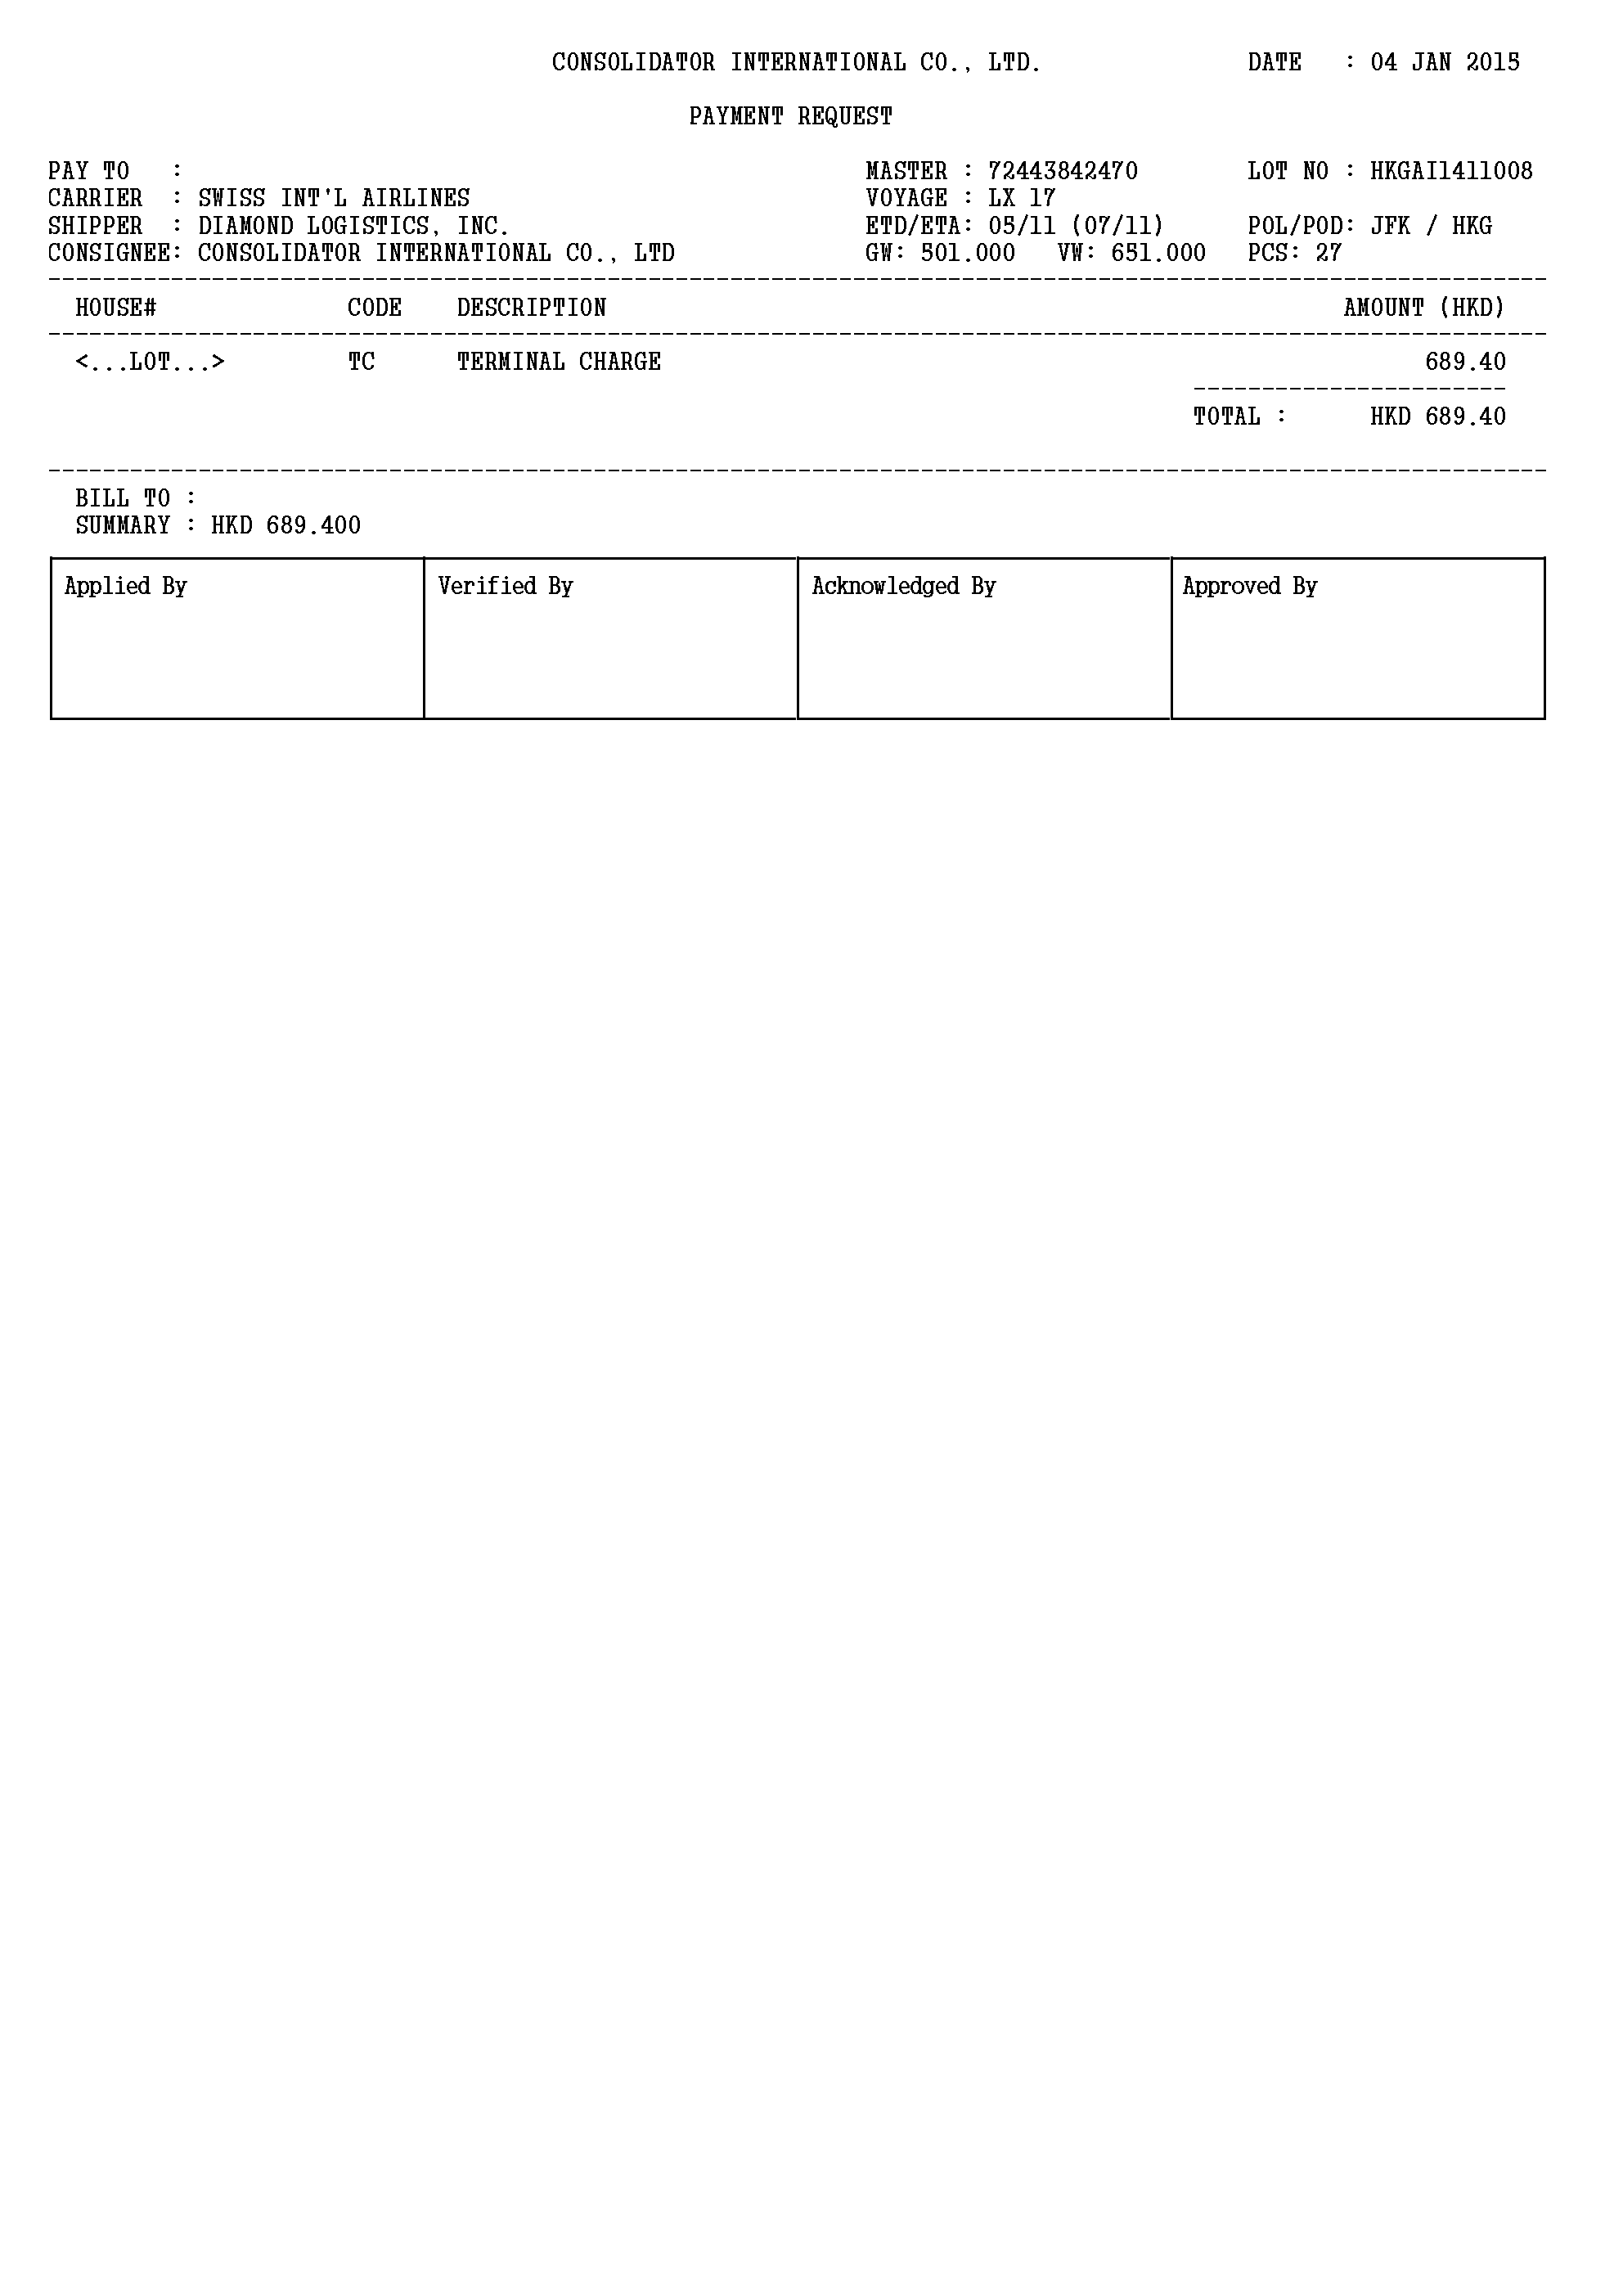 CONSOLIDATOR INTERNATIONAL CO., LTD. DATE : 04 JAN 2015
PAYMENT REQUEST
PAY TO : MASTER : 72443842470 LOT NO : HKGAI1411008
CARRIER : SWISS INT'L AIRLINES VOYAGE : LX 17
SHIPPER : DIAMOND LOGISTICS, INC. ETD/ETA: 05/11 (07/11) POL/POD: JFK / HKG
CONSIGNEE: CONSOLIDATOR INTERNATIONAL CO., LTD GW: 501.000 VW: 651.000 PCS: 27
HOUSE# CODE DESCRIPTION AMOUNT (HKD)
<...LOT...> TC TERMINAL CHARGE 689.40
TOTAL : HKD 689.40
BILL TO :
SUMMARY : HKD 689.400
Applied By Verified By Acknowledged By Approved By